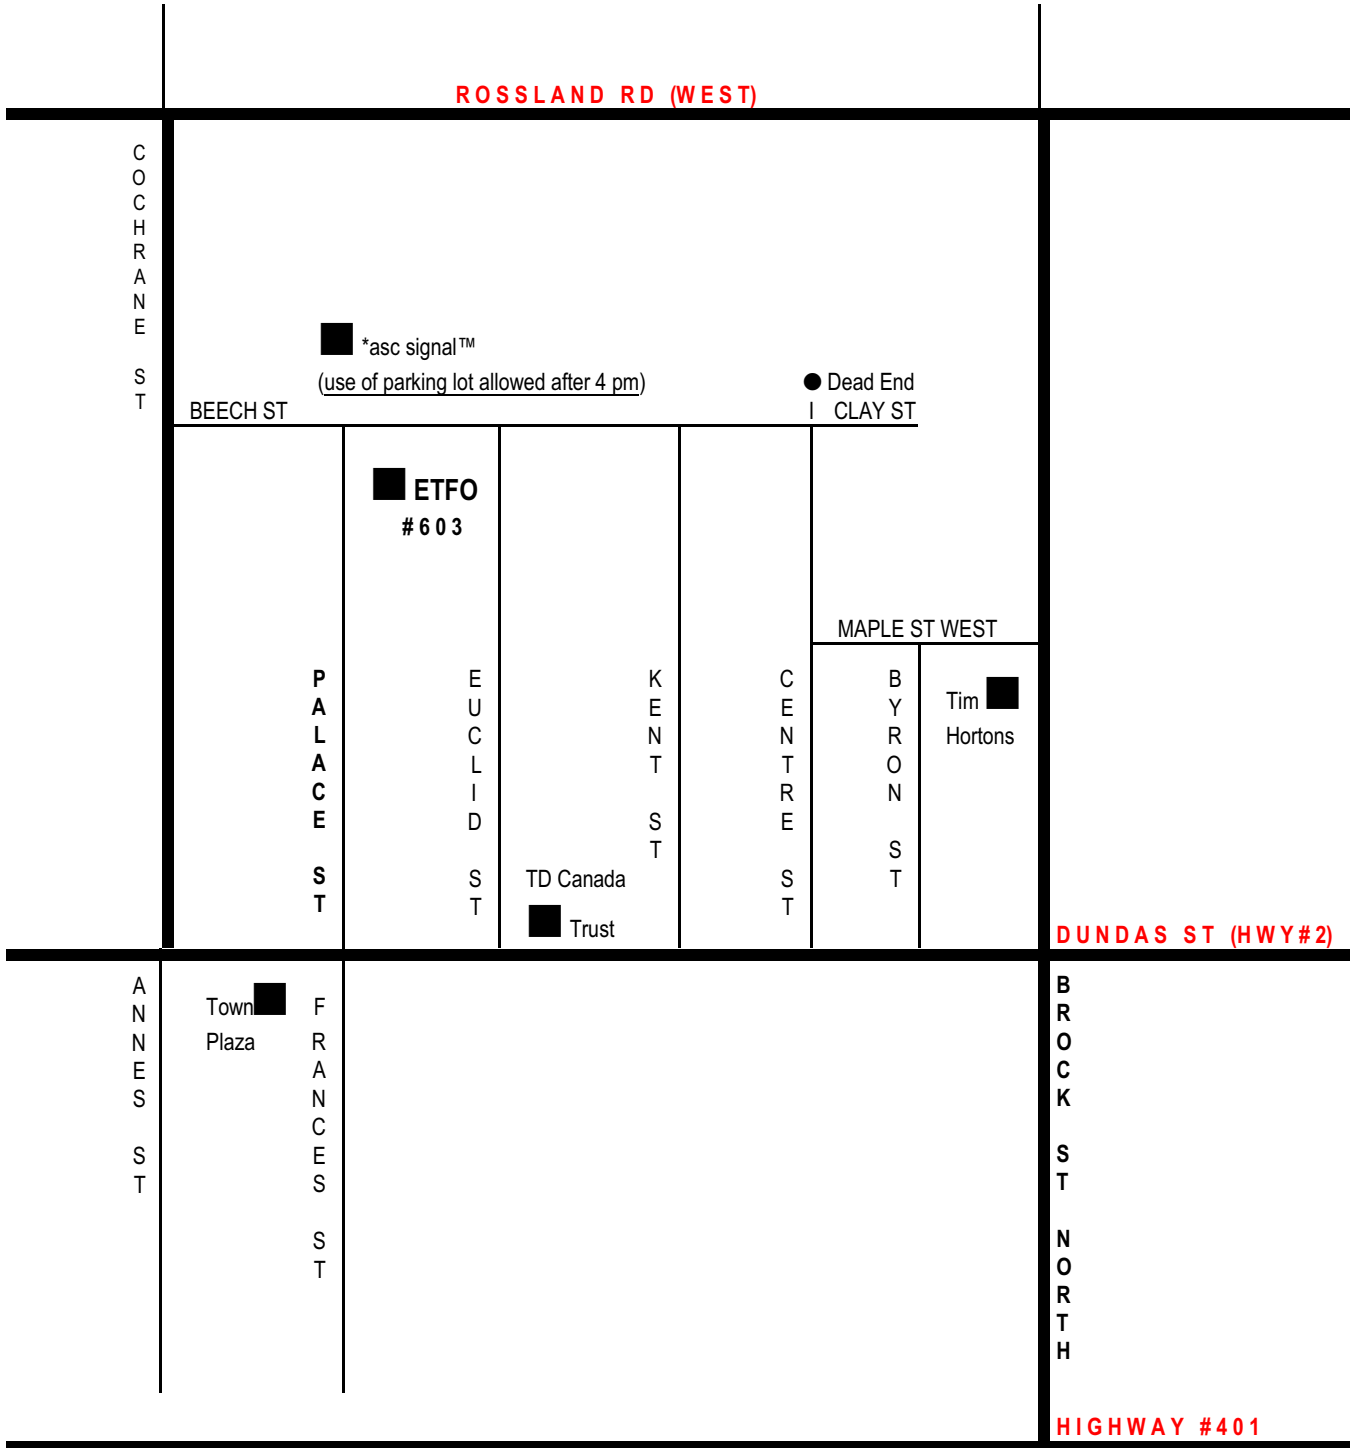 ROSSLAND RD (WEST)
COCHRANE ST
*asc signal™
(use of parking lot allowed after 4 pm)
● Dead End
BEECH ST
I CLAY ST
ETFO
#603
MAPLE ST WEST
PALACE ST
EUCLID ST
KENT ST
CENTRE ST
BYRON ST
Tim
Hortons
TD Canada
Trust
DUNDAS ST (HWY#2)
ANNES ST
Town
Plaza
FRANCES ST
BROCK ST NORTH
HIGHWAY #401